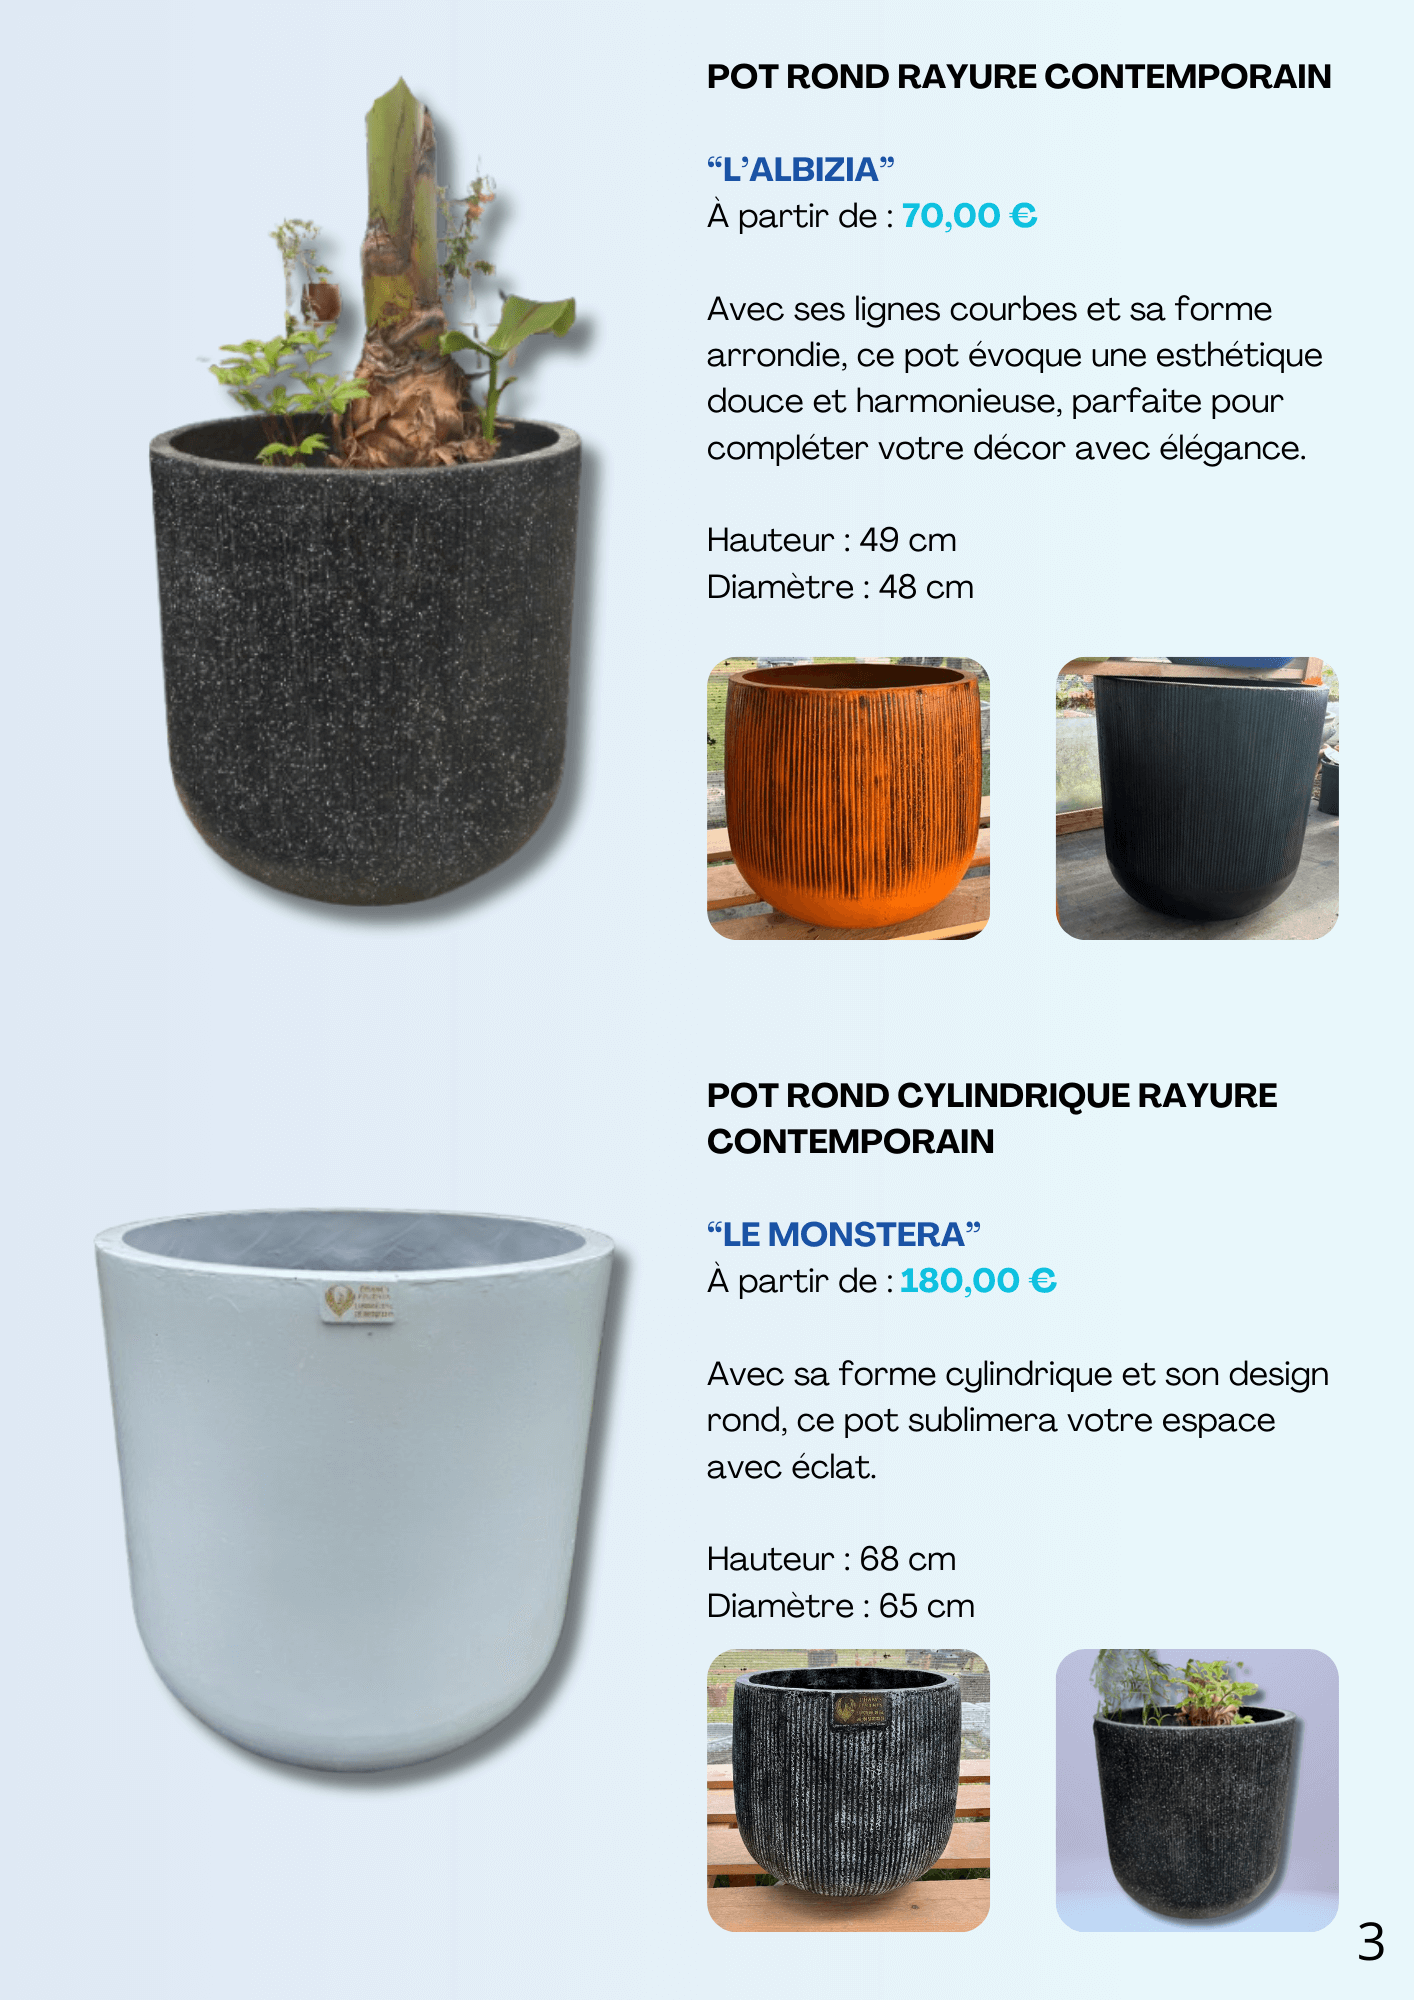 POT ROND RAYURE CONTEMPORAIN
“L’ALBIZIA”
À partir de : 70,00 €
Avec ses lignes courbes et sa forme
arrondie, ce pot évoque une esthétique
douce et harmonieuse, parfaite pour
compléter votre décor avec élégance.
Hauteur : 49 cm
Diamètre : 48 cm
POT ROND CYLINDRIQUE RAYURE
CONTEMPORAIN
“LE MONSTERA”
À partir de : 180,00 €
Avec sa forme cylindrique et son design
rond, ce pot sublimera votre espace
avec éclat.
Hauteur : 68 cm
Diamètre : 65 cm
3